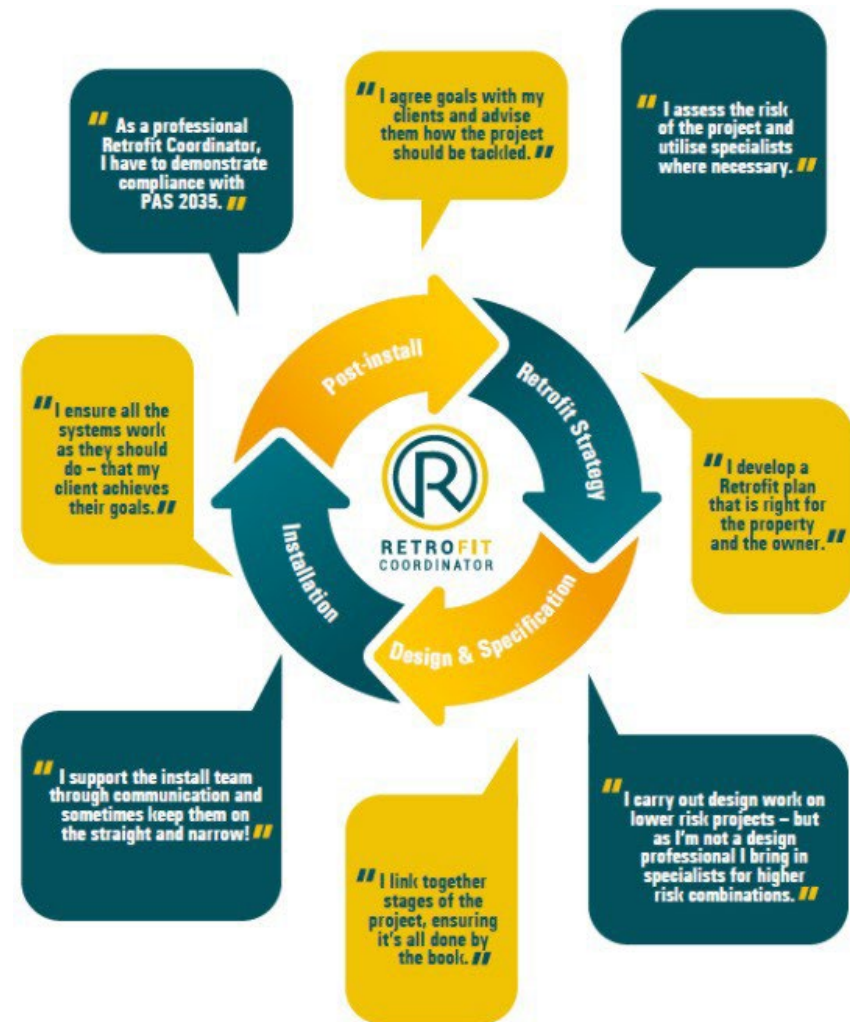 " As a professional
Retrofit Coordinator,
I have to demonstrate
compliance with
PAS 2035. "
" I agree goals with my
clients and advise
them how the project
should be tackled. "
" I assess the risk
of the project and
utilise specialists
where necessary. "
Post-install
Retrofit Strategy
" I ensure all the
systems work
as they should
do – that my
client achieves
their goals. "
R
RETROFIT
COORDINATOR
" I develop a
Retrofit plan
that is right for
the property
and the owner. "
Installation
Design & Specification
" I support the install team
through communication and
sometimes keep them on
the straight and narrow! "
" I link together
stages of the
project, ensuring
it's all done by
the book. "
" I carry out design work on
lower risk projects – but
as I'm not a design
professional I bring in
specialists for higher
risk combinations. "